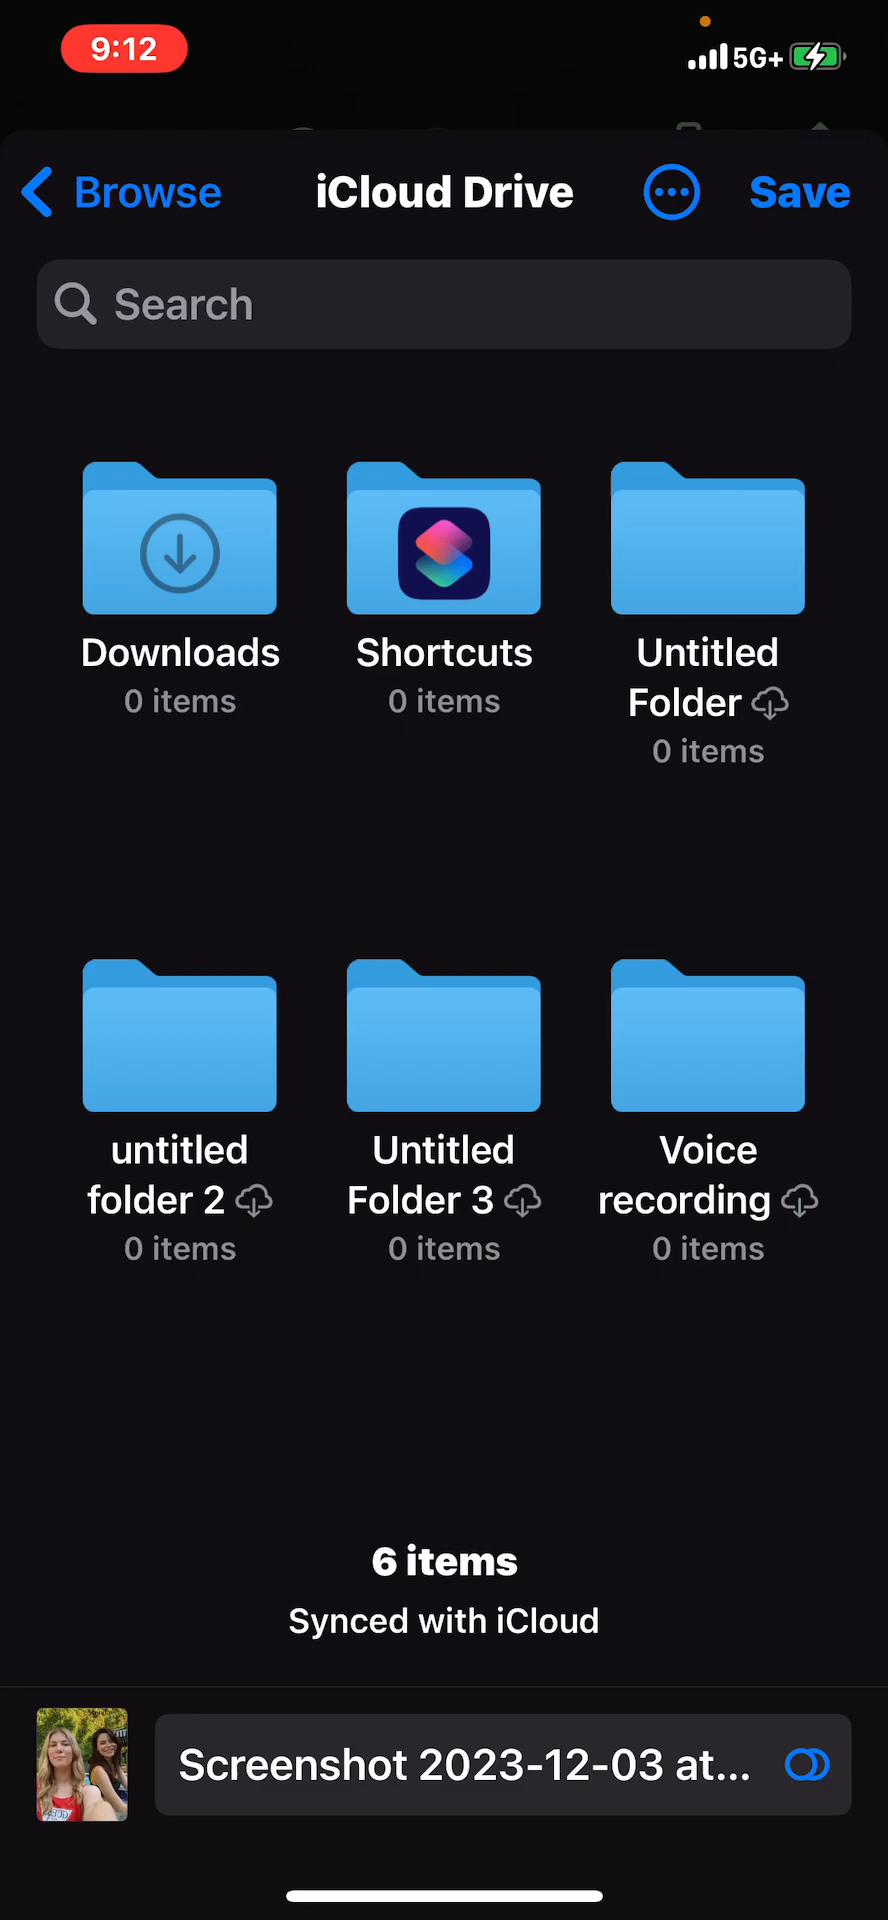 9:12
5G+
Browse
iCloud Drive
Save
Search
Downloads
0 items
Shortcuts
0 items
Untitled
Folder
0 items
untitled
folder 2
0 items
Untitled
Folder 3
0 items
Voice
recording
0 items
6 items
Synced with iCloud
Screenshot 2023-12-03 at...